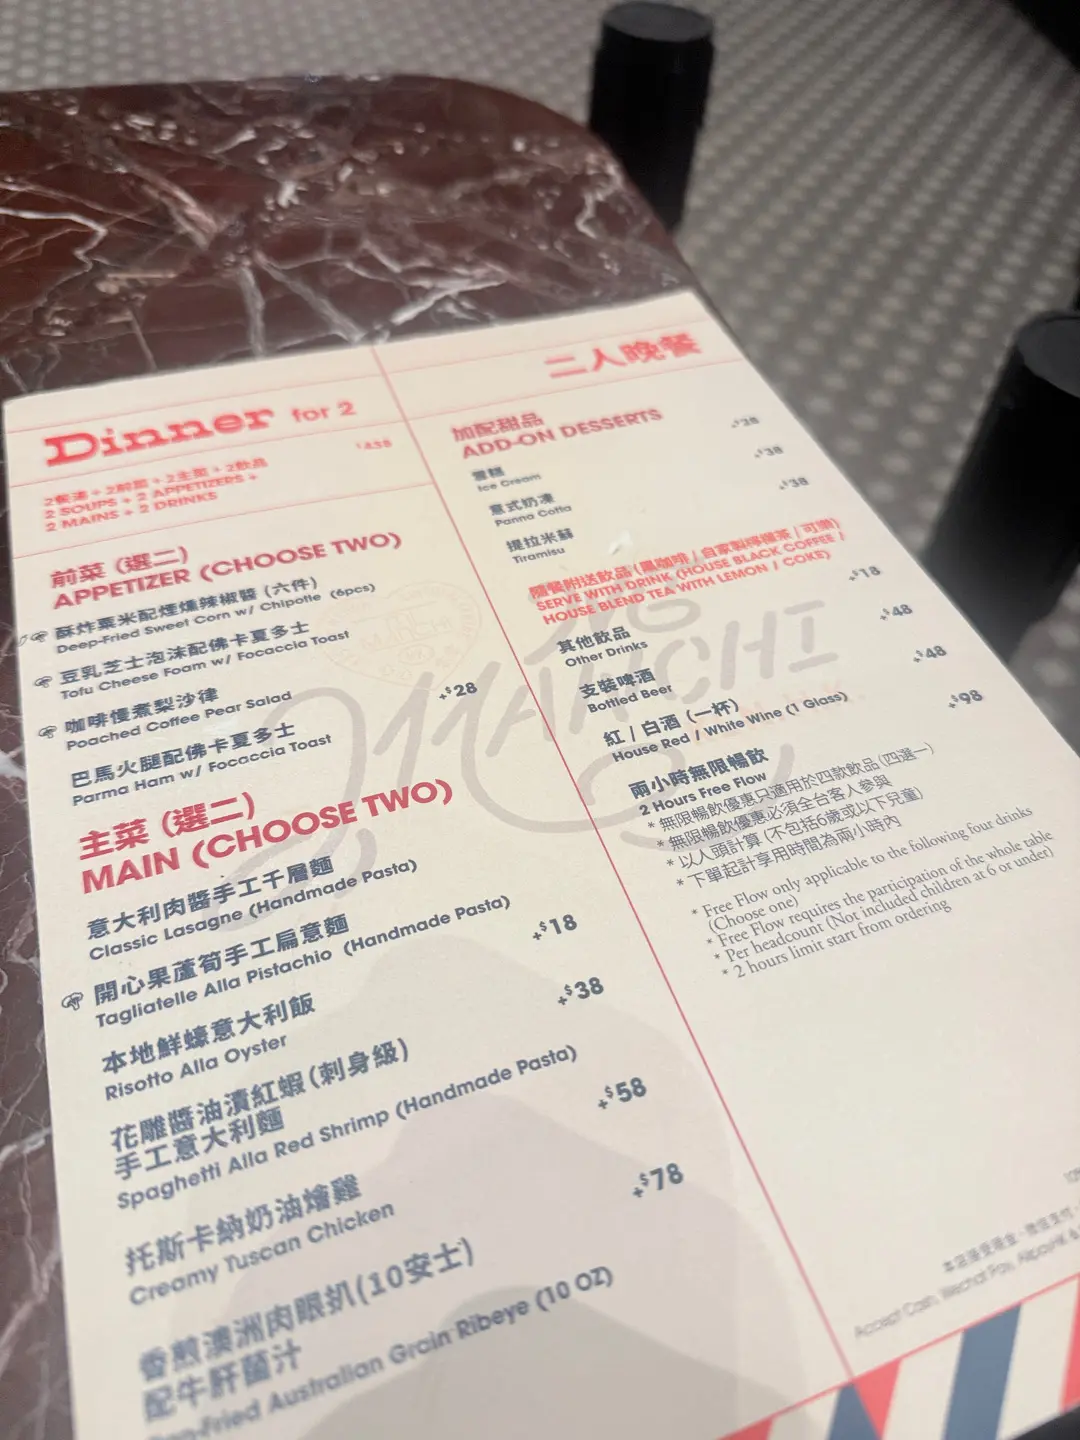 Dinner for 2
$458
2餐湯 + 2前菜 + 2主菜 + 2飲品
2 SOUPS + 2 APPETIZERS +
2 MAINS + 2 DRINKS
前菜 (選二)
APPETIZER (CHOOSE TWO)
酥炸粟米配煙燻辣椒醬 (六件)
Deep-Fried Sweet Corn w/ Chipotle (6pcs)
豆乳芝士泡沫配佛卡夏多士
Tofu Cheese Foam w/ Focaccia Toast
咖啡慢煮梨沙律
Poached Coffee Pear Salad
巴馬火腿配佛卡夏多士 +$28
Parma Ham w/ Focaccia Toast
主菜 (選二)
MAIN (CHOOSE TWO)
意大利肉醬手工千層麵
Classic Lasagne (Handmade Pasta)
開心果蘆筍手工扁意麵 +$18
Tagliatelle Alla Pistachio (Handmade Pasta)
本地鮮蠔意大利飯 +$38
Risotto Alla Oyster
花雕醬油漬紅蝦(刺身級)
手工意大利麵 +$58
Spaghetti Alla Red Shrimp (Handmade Pasta)
托斯卡納奶油燴雞 +$78
Creamy Tuscan Chicken
香煎澳洲肉眼扒(10安士)
配牛肝菌汁
Pan-Fried Australian Grain Ribeye (10 OZ)
二人晚餐
加配甜品
ADD-ON DESSERTS
雪糕 +$38
Ice Cream
意式奶凍 +$38
Panna Cotta
提拉米蘇 +$38
Tiramisu
隨餐附送飲品 (黑咖啡 / 自家製檸檬茶 / 可樂)
SERVE WITH DRINK (HOUSE BLACK COFFEE /
HOUSE BLEND TEA WITH LEMON / COKE)
其他飲品 +$18
Other Drinks
支裝啤酒 +$48
Bottled Beer
紅 / 白酒 (一杯) +$48
House Red / White Wine (1 Glass)
兩小時無限暢飲 +$98
2 Hours Free Flow
* 無限暢飲優惠只適用於四款飲品 (四選一)
* 無限暢飲優惠必須全台客人參與
* 以人頭計算 (不包括6歲或以下兒童)
* 下單起計享用時間為兩小時內
* Free Flow only applicable to the following four drinks
(Choose one)
* Free Flow requires the participation of the whole table
* Per headcount (Not included children at 6 or under)
* 2 hours limit start from ordering
MANCHI
Accept Cash, Wechat Pay, AlipayHK &